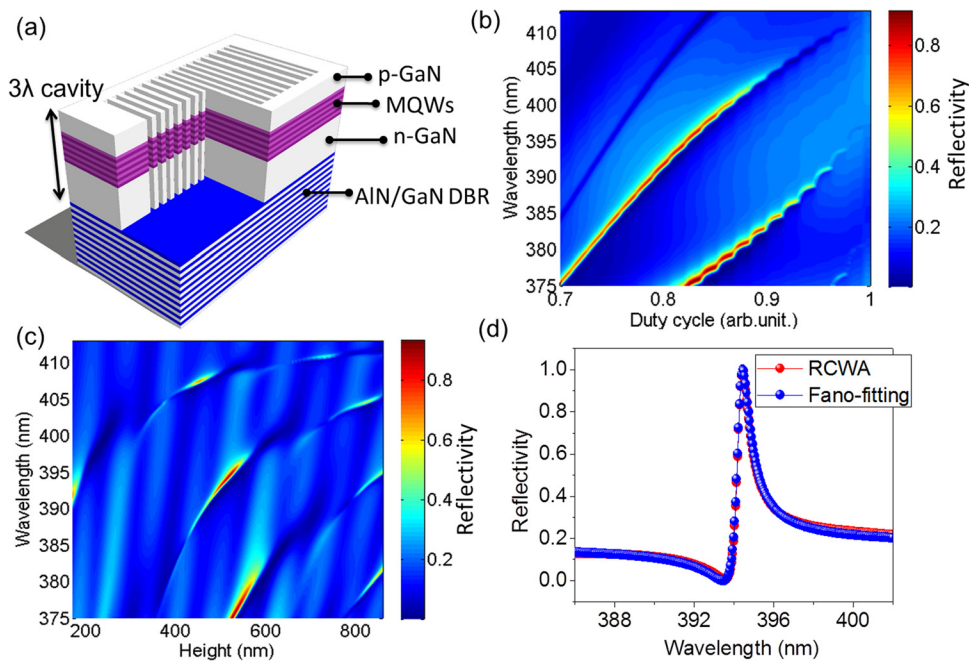 (a)
3λ cavity
p-GaN
MQWs
n-GaN
AlN/GaN DBR
(b)
Wavelength (nm)
410
405
400
395
390
385
380
375
0.7
0.8
0.9
1
Duty cycle (arb.unit.)
0.8
0.6
0.4
0.2
Reflectivity
(c)
Wavelength (nm)
410
405
400
395
390
385
380
375
200
400
600
800
Height (nm)
0.8
0.6
0.4
0.2
Reflectivity
(d)
Reflectivity
1.0
0.8
0.6
0.4
0.2
0.0
RCWA
Fano-fitting
388
392
396
400
Wavelength (nm)